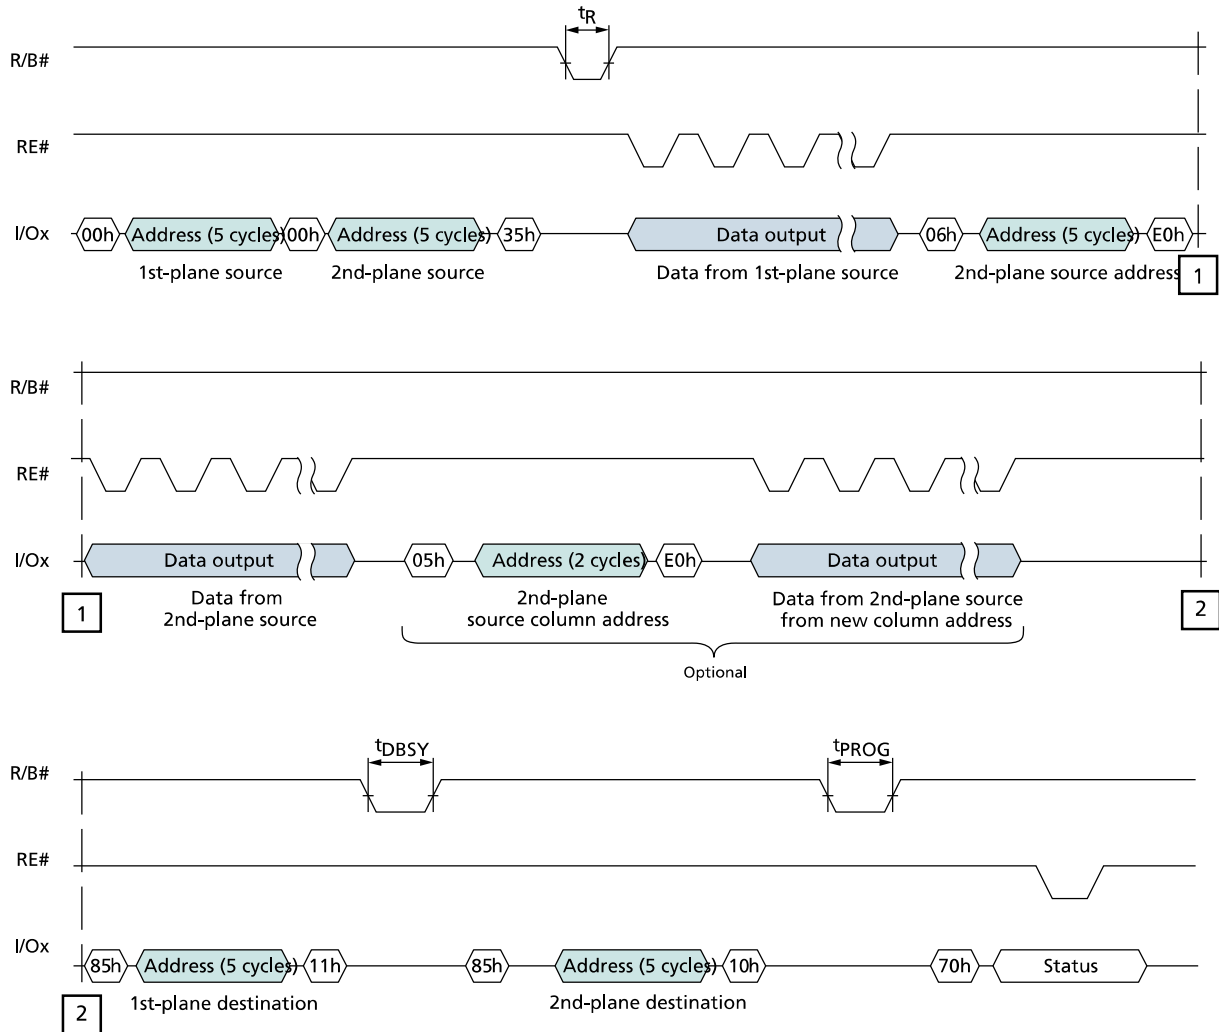 tR
R/B#
RE#
I/Ox
00h Address (5 cycles) 00h Address (5 cycles) 35h Data output 06h Address (5 cycles) E0h
1st-plane source 2nd-plane source Data from 1st-plane source 2nd-plane source address
1
R/B#
RE#
I/Ox
Data output 05h Address (2 cycles) E0h Data output
1
Data from
2nd-plane source
2nd-plane
source column address
Data from 2nd-plane source
from new column address
2
Optional
tDBSY tPROG
R/B#
RE#
I/Ox
85h Address (5 cycles) 11h 85h Address (5 cycles) 10h 70h Status
1st-plane destination 2nd-plane destination
2